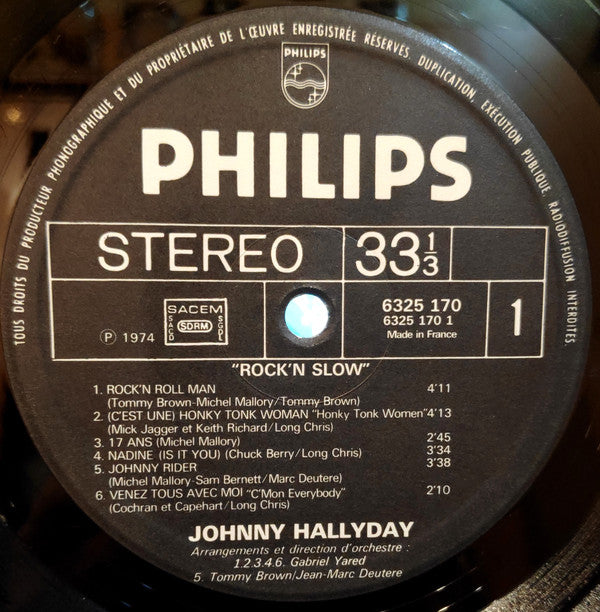 TOUS DROITS DU PRODUCTEUR PHONOGRAPHIQUE ET DU PROPRIÉTAIRE DE L'ŒUVRE ENREGISTRÉE RÉSERVÉS. DUPLICATION, EXÉCUTION PUBLIQUE, RADIODIFFUSION INTERDITES
PHILIPS
PHILIPS
STEREO 33 1/3
℗ 1974
SACEM
SACD SDRM SGDL
6325 170
6325 170 1
Made in France
1
"ROCK'N SLOW"
1. ROCK'N ROLL MAN 4'11
(Tommy Brown-Michel Mallory/Tommy Brown)
2. (C'EST UNE) HONKY TONK WOMAN "Honky Tonk Women" 4'13
(Mick Jagger et Keith Richard/Long Chris)
3. 17 ANS (Michel Mallory) 2'45
4. NADINE (IS IT YOU) (Chuck Berry/Long Chris) 3'34
5. JOHNNY RIDER 3'38
(Michel Mallory-Sam Bernett/Marc Deutere)
6. VENEZ TOUS AVEC MOI "C'Mon Everybody" 2'10
(Cochran et Capehart/Long Chris)
JOHNNY HALLYDAY
Arrangements et direction d'orchestre :
1.2.3.4.6. Gabriel Yared
5. Tommy Brown/Jean-Marc Deutere